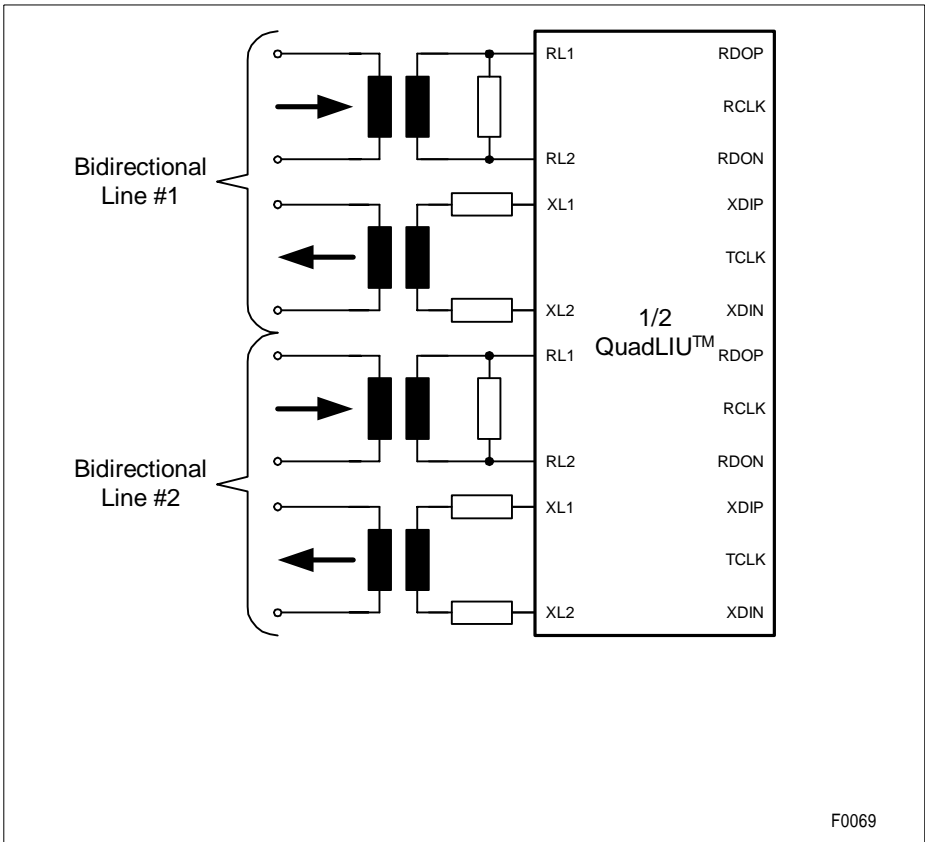 Bidirectional
Line #1
Bidirectional
Line #2
RL1
RL2
XL1
XL2
RL1
RL2
XL1
XL2
1/2
QuadLIU™
RDOP
RCLK
RDON
XDIP
TCLK
XDIN
RDOP
RCLK
RDON
XDIP
TCLK
XDIN
F0069